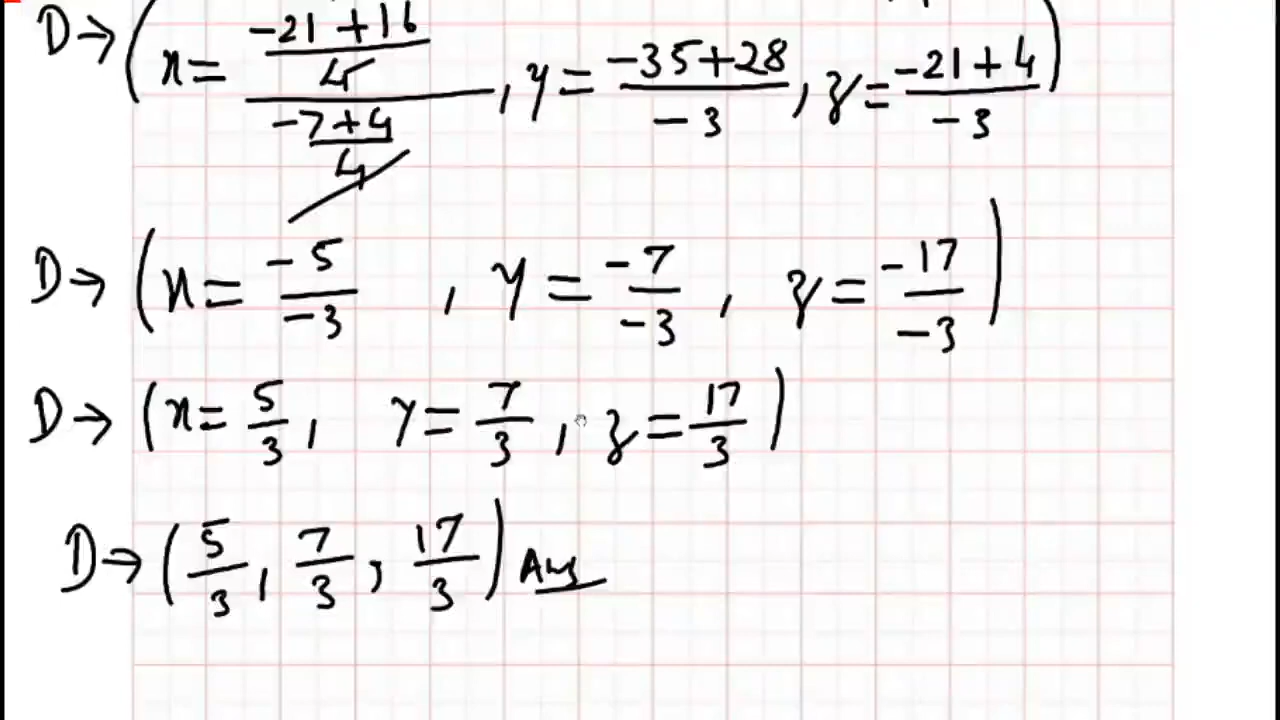 D → (x = ((-21+16)/4)/((-7+4)/4), y = (-35+28)/-3, z = (-21+4)/-3)
D → (x = -5/-3, y = -7/-3, z = -17/-3)
D → (x = 5/3, y = 7/3, z = 17/3)
D → (5/3, 7/3, 17/3) Ans